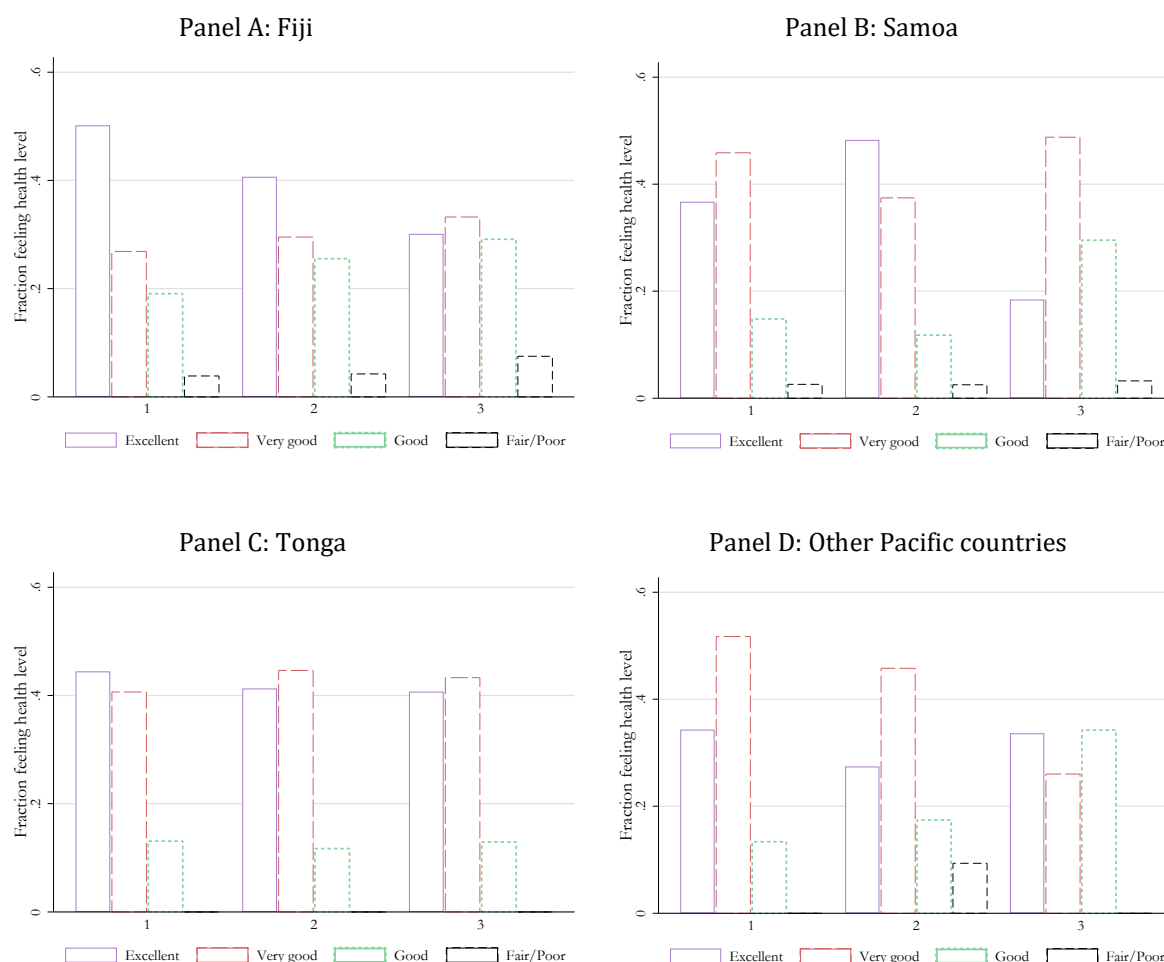 Panel A: Fiji
Fraction feeling health level
0 .2 .4 .6
1 2 3
Excellent Very good Good Fair/Poor
Panel B: Samoa
Fraction feeling health level
0 .2 .4 .6
1 2 3
Excellent Very good Good Fair/Poor
Panel C: Tonga
Fraction feeling health level
0 .2 .4 .6
1 2 3
Excellent Very good Good Fair/Poor
Panel D: Other Pacific countries
Fraction feeling health level
0 .2 .4 .6
1 2 3
Excellent Very good Good Fair/Poor